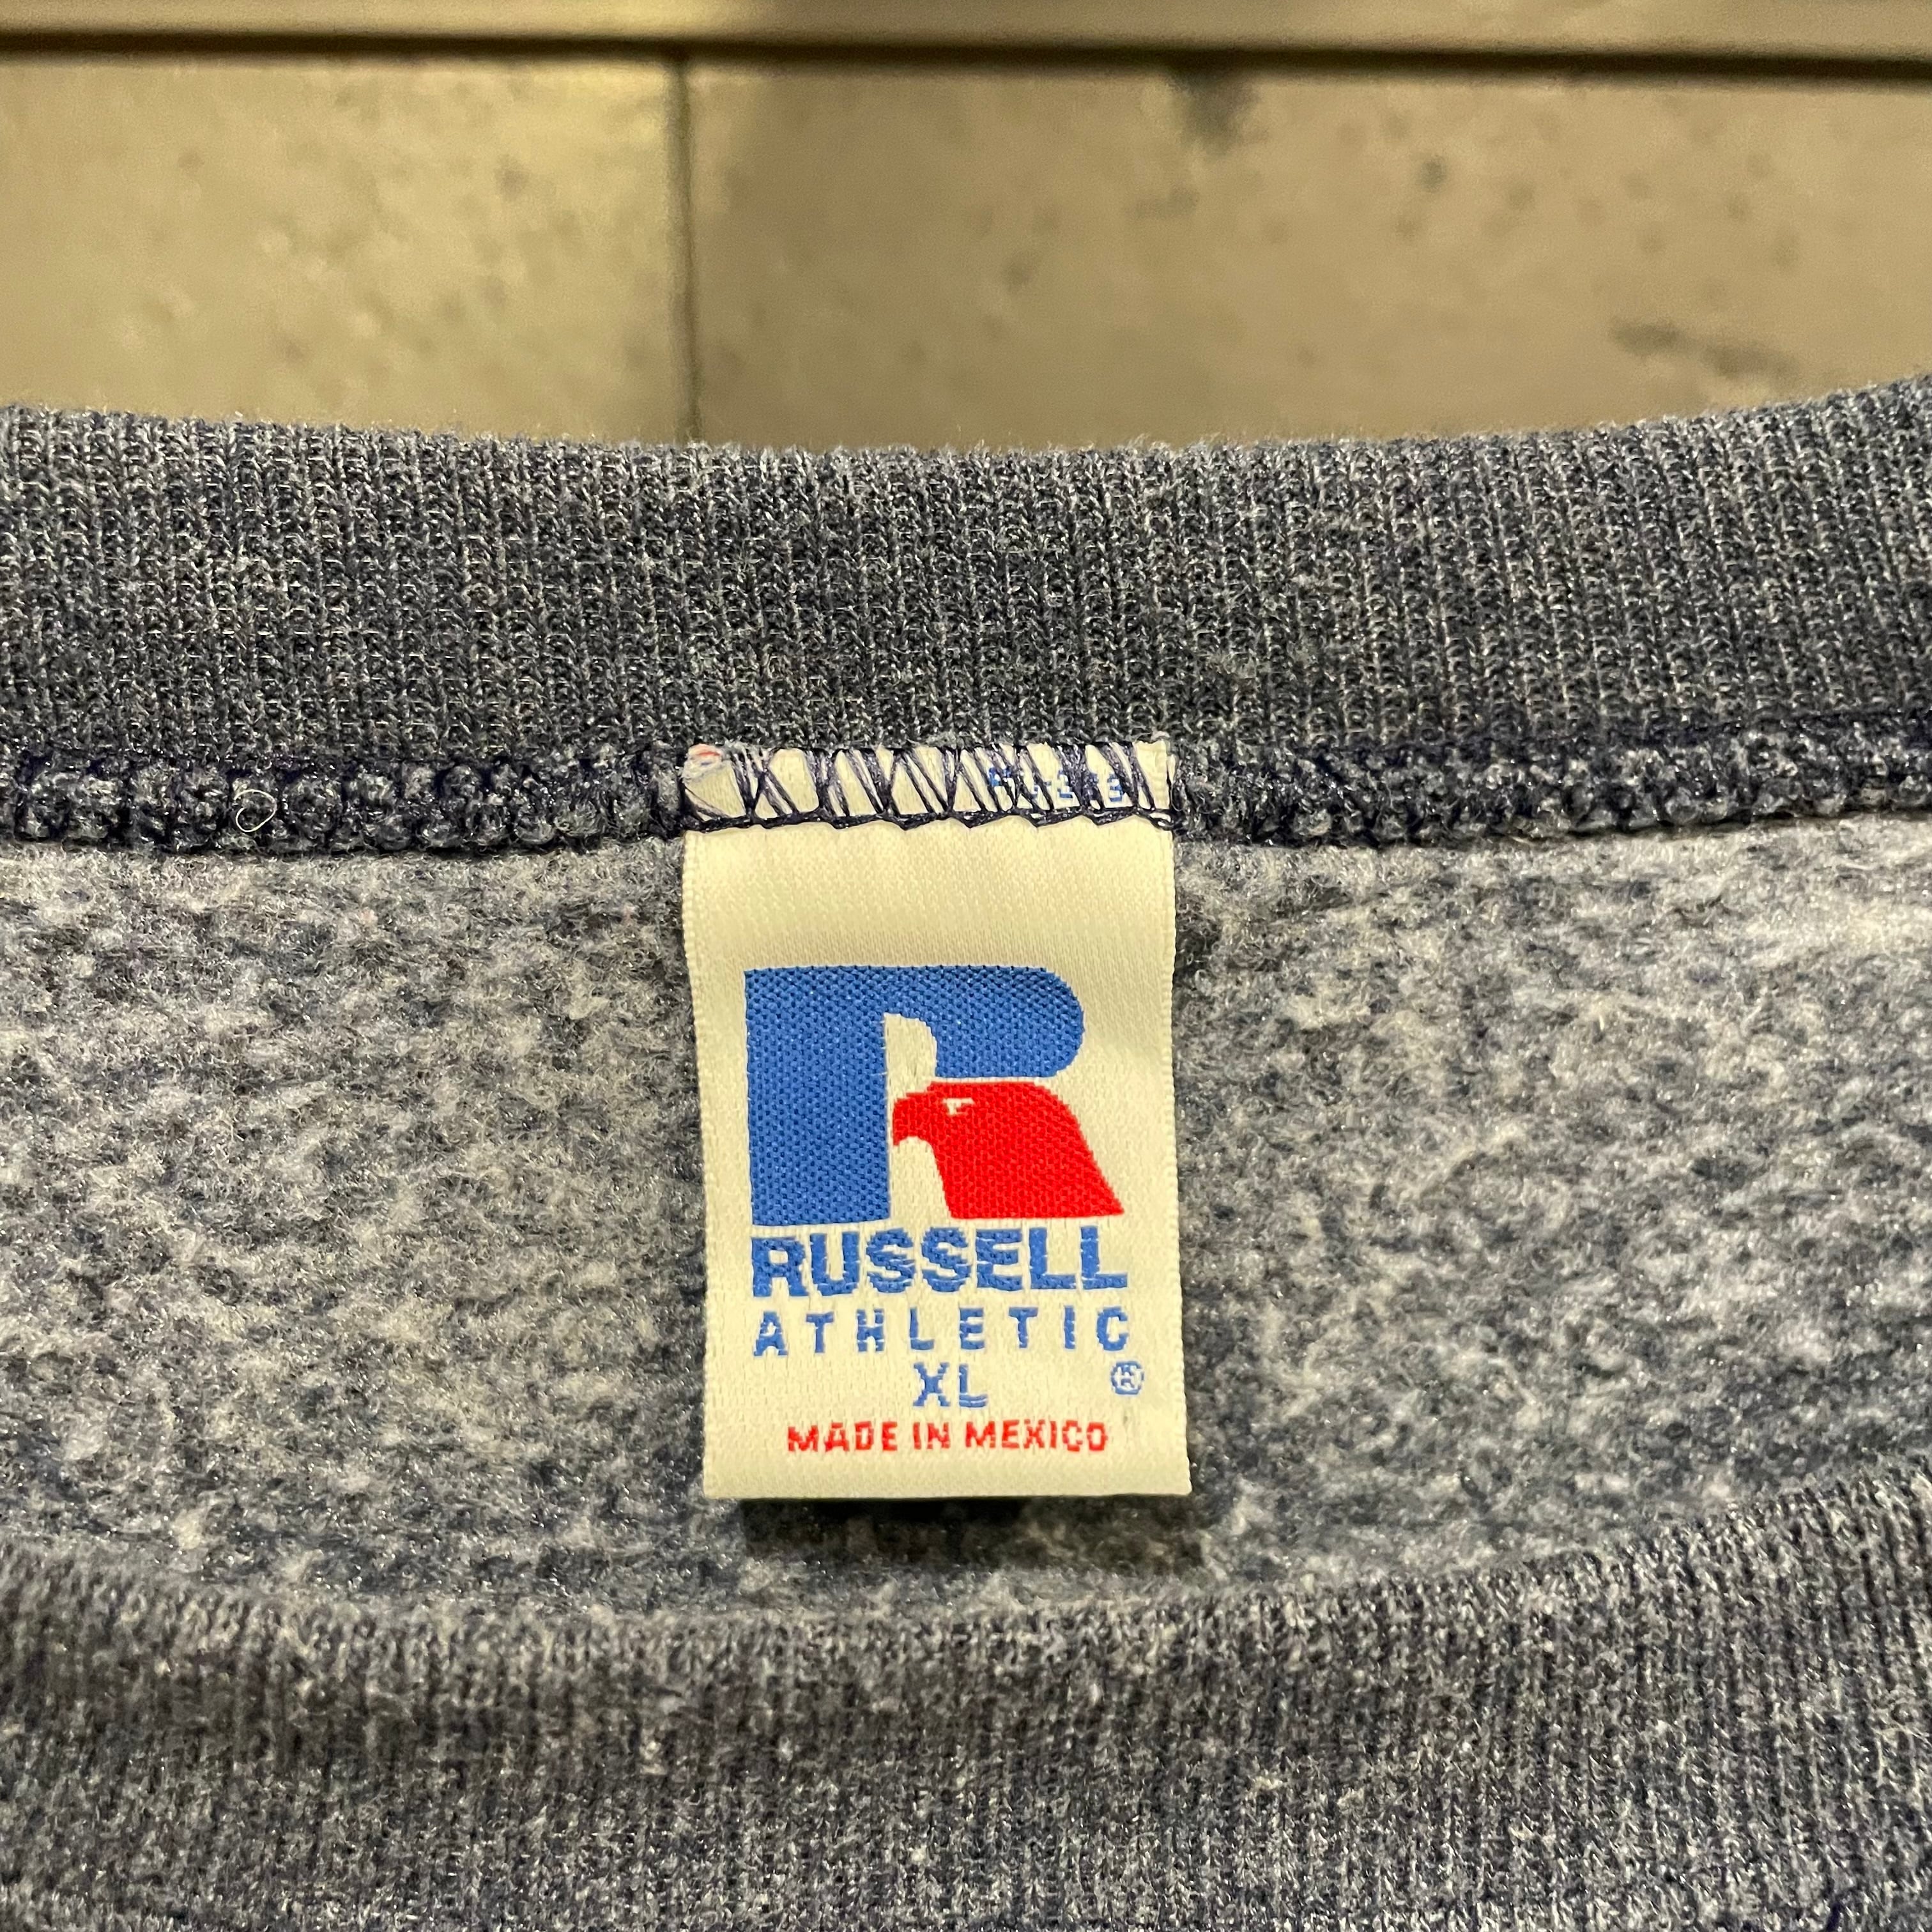 RUSSELL
ATHLETIC
XL ®
MADE IN MEXICO